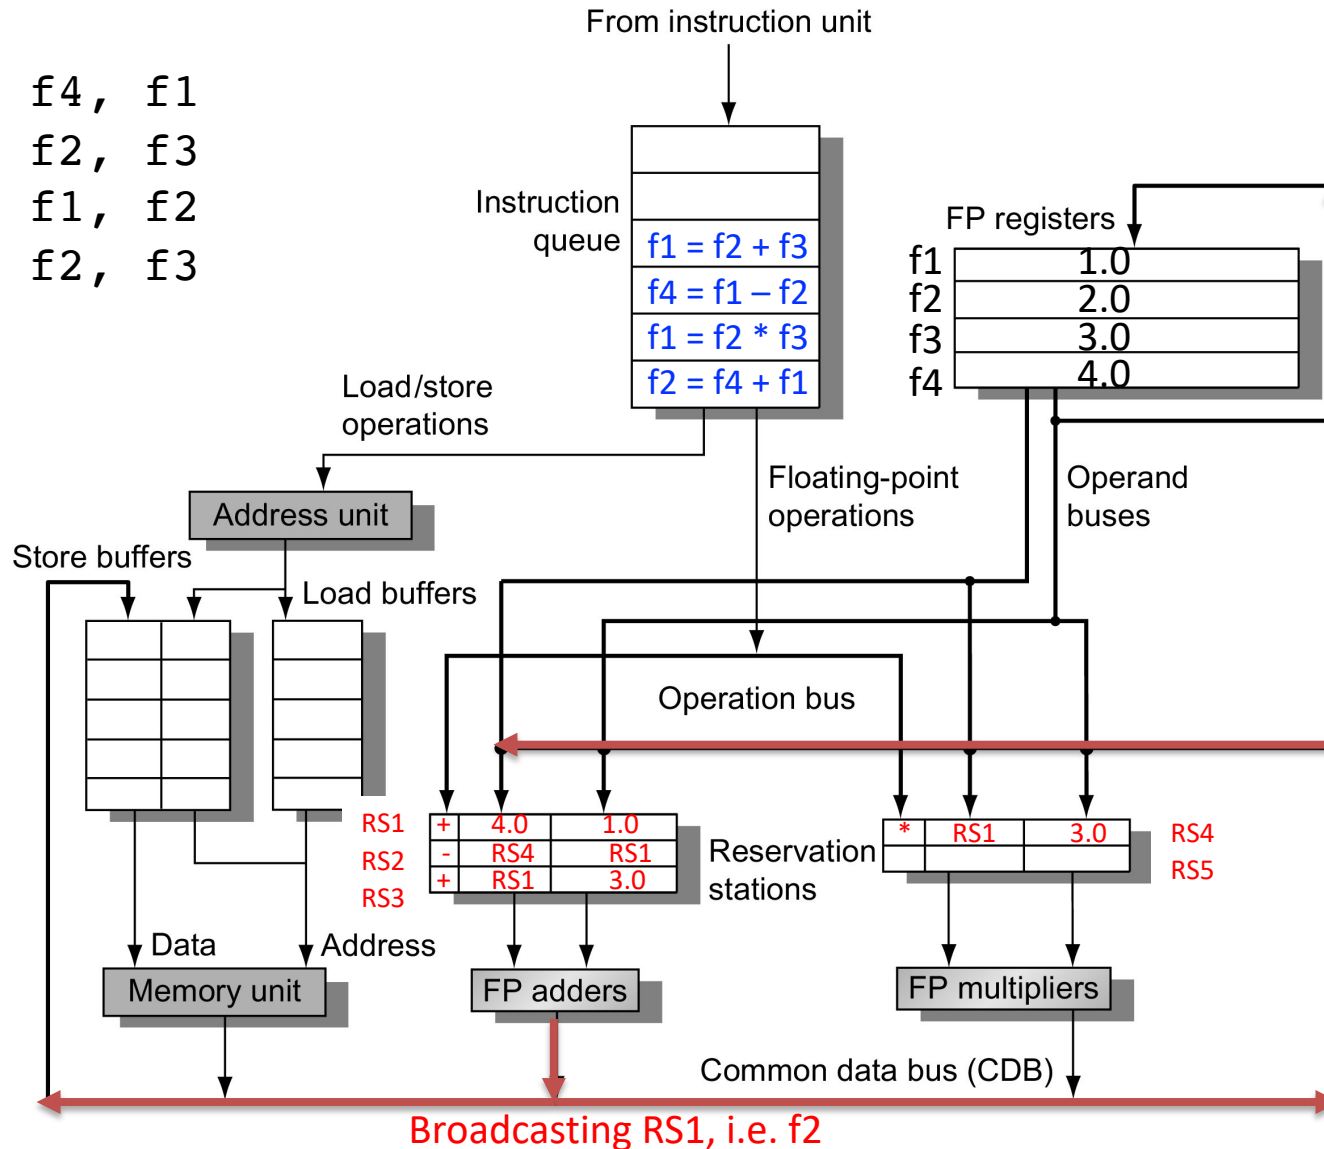 From instruction unit
f4, f1
f2, f3
f1, f2
f2, f3
Instruction
queue
f1 = f2 + f3
f4 = f1 – f2
f1 = f2 * f3
f2 = f4 + f1
FP registers
f1 1.0
f2 2.0
f3 3.0
f4 4.0
Load/store
operations
Floating-point
operations
Operand
buses
Address unit
Store buffers
Load buffers
Operation bus
RS1 + 4.0 1.0
RS2 - RS4 RS1
RS3 + RS1 3.0
Reservation
stations
* RS1 3.0 RS4
RS5
Data
Address
Memory unit
FP adders
FP multipliers
Common data bus (CDB)
Broadcasting RS1, i.e. f2